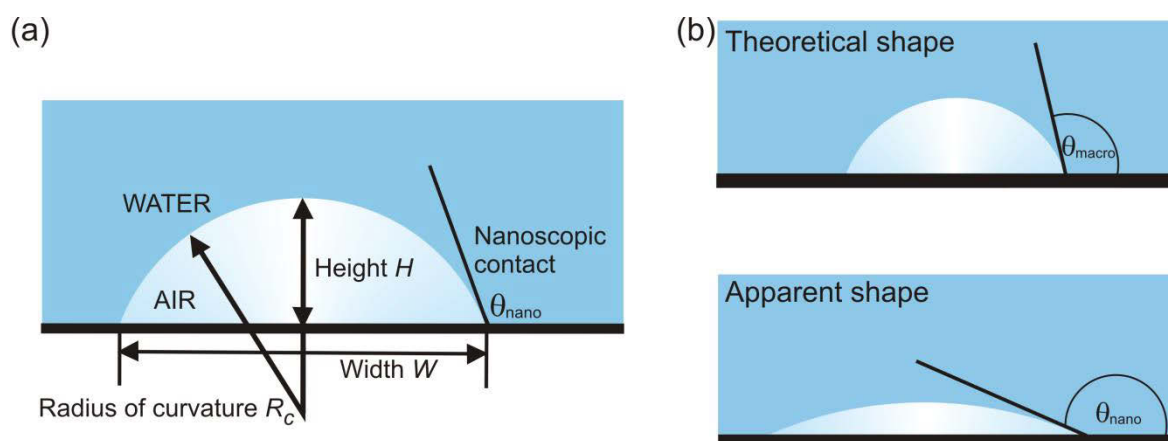 (a)
WATER
AIR
Height H
Nanoscopic
contact
θnano
Width W
Radius of curvature Rc
(b)
Theoretical shape
θmacro
Apparent shape
θnano